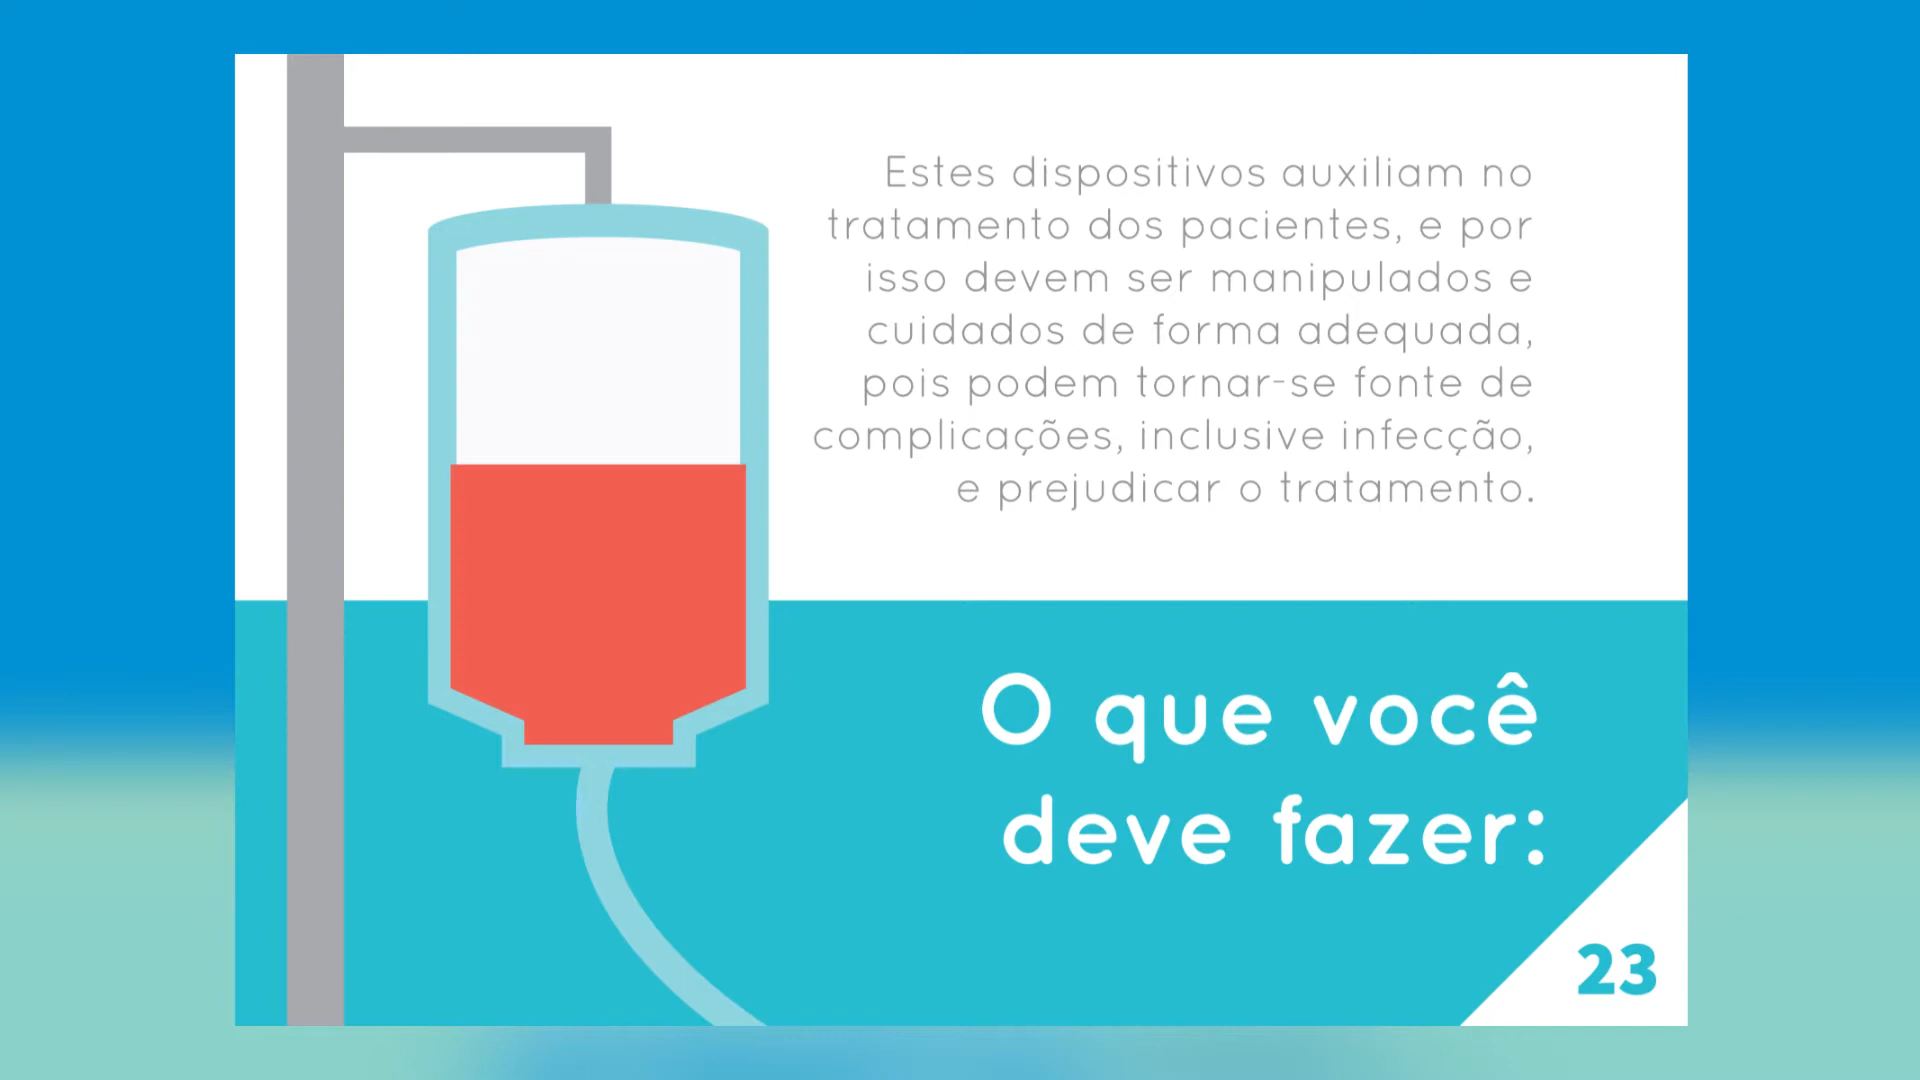 Estes dispositivos auxiliam no
tratamento dos pacientes, e por
isso devem ser manipulados e
cuidados de forma adequada,
pois podem tornar-se fonte de
complicações, inclusive infecção,
e prejudicar o tratamento.
O que você
deve fazer:
23